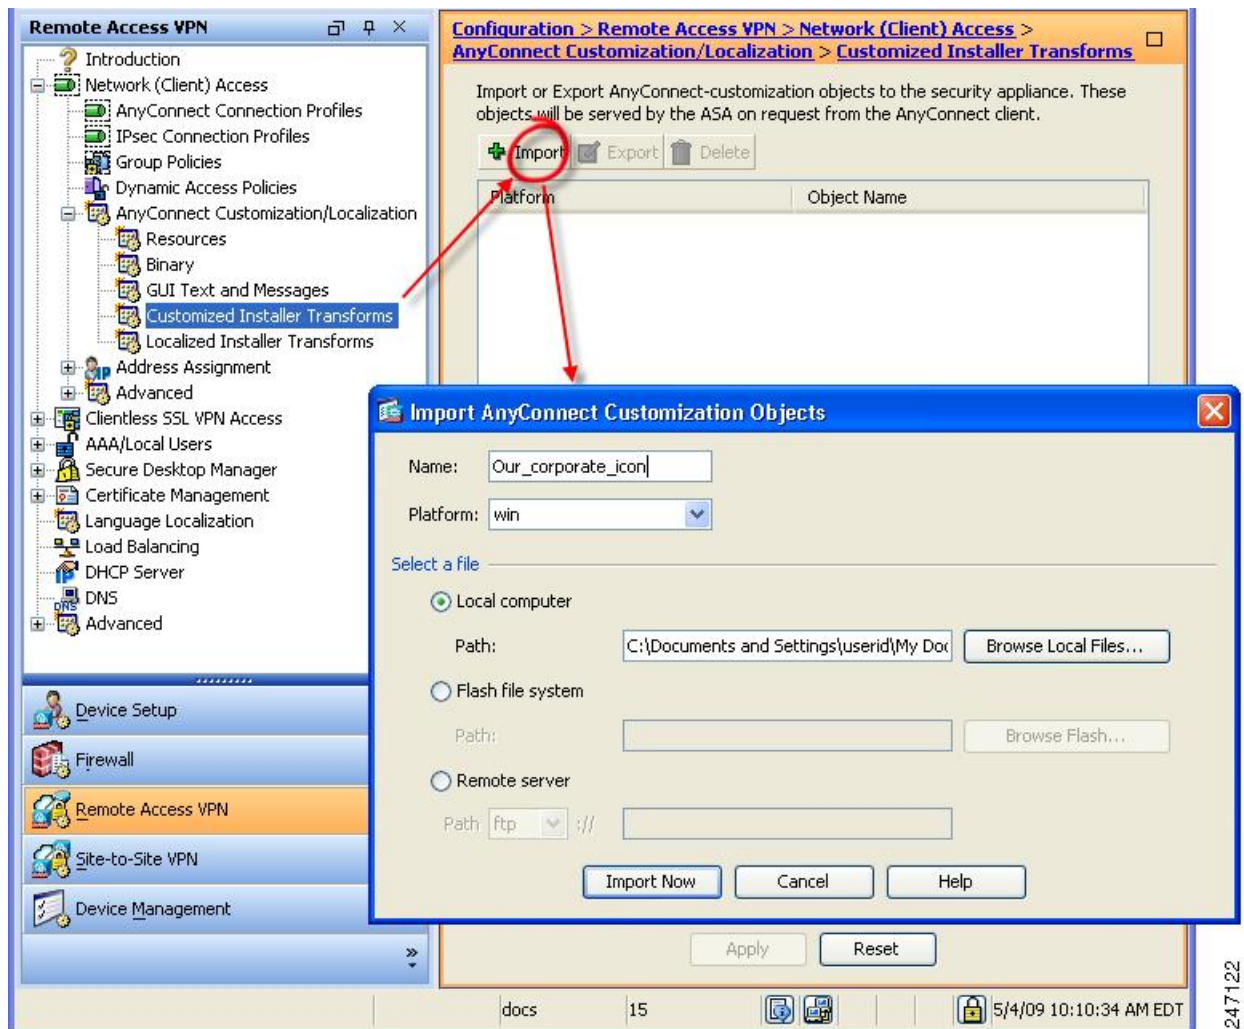 Remote Access VPN
Introduction
Network (Client) Access
AnyConnect Connection Profiles
IPsec Connection Profiles
Group Policies
Dynamic Access Policies
AnyConnect Customization/Localization
Resources
Binary
GUI Text and Messages
Customized Installer Transforms
Localized Installer Transforms
Address Assignment
Advanced
Clientless SSL VPN Access
AAA/Local Users
Secure Desktop Manager
Certificate Management
Language Localization
Load Balancing
DHCP Server
DNS
Advanced
Device Setup
Firewall
Remote Access VPN
Site-to-Site VPN
Device Management
Configuration > Remote Access VPN > Network (Client) Access >
AnyConnect Customization/Localization > Customized Installer Transforms
Import or Export AnyConnect-customization objects to the security appliance. These
objects will be served by the ASA on request from the AnyConnect client.
Import Export Delete
Platform Object Name
Import AnyConnect Customization Objects
Name: Our_corporate_icon
Platform: win
Select a file
Local computer
Path: C:\Documents and Settings\userid\My Doc Browse Local Files...
Flash file system
Path: Browse Flash...
Remote server
Path ftp ://
Import Now Cancel Help
Apply Reset
docs 15 5/4/09 10:10:34 AM EDT
247122